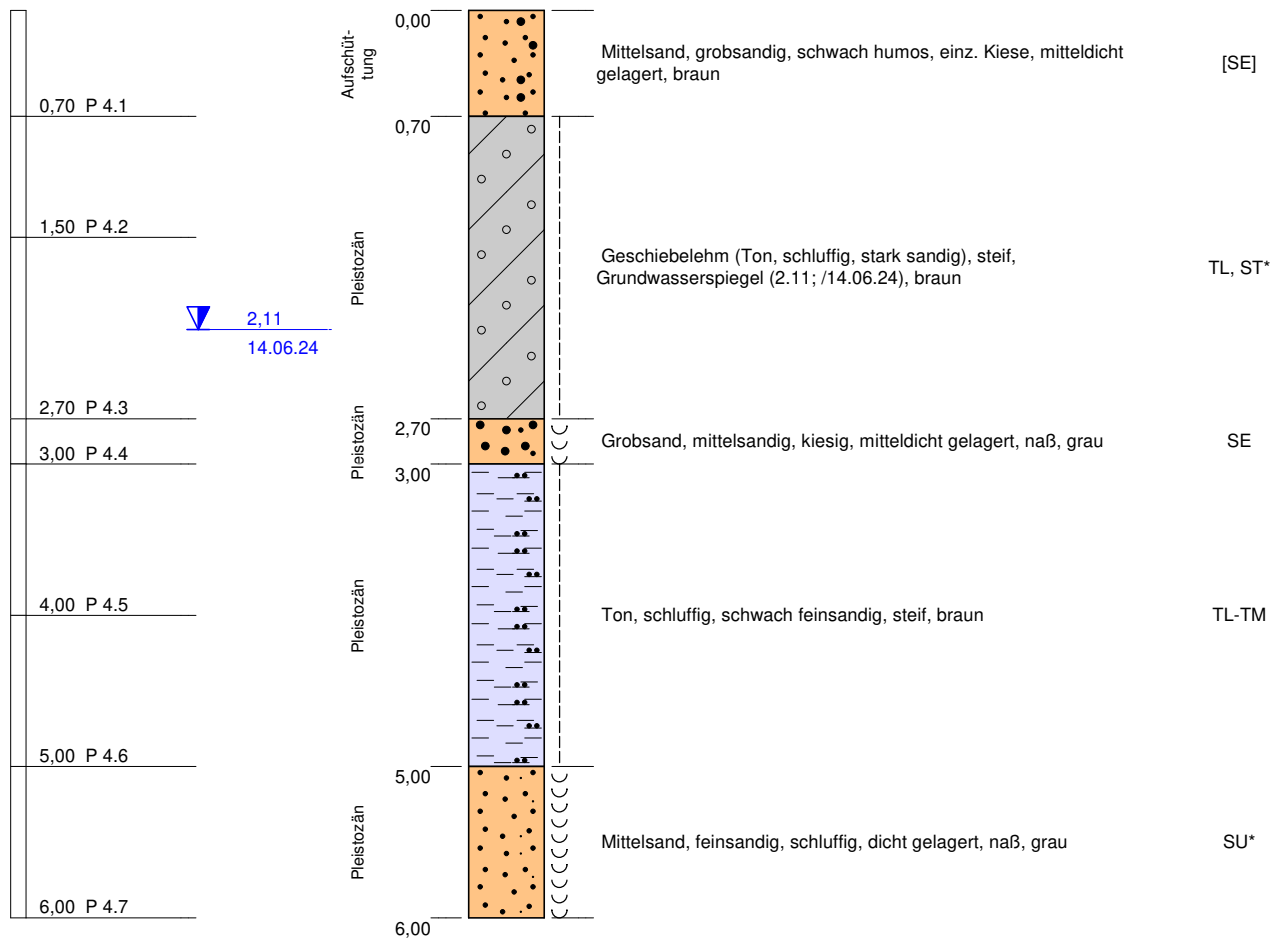 0,00
Aufschüt-
tung
Mittelsand, grobsandig, schwach humos, einz. Kiese, mitteldicht
gelagert, braun
[SE]
0,70 P 4.1
0,70
1,50 P 4.2
Pleistozän
Geschiebelehm (Ton, schluffig, stark sandig), steif,
Grundwasserspiegel (2.11; /14.06.24), braun
TL, ST*
2,11
14.06.24
2,70 P 4.3
2,70
Pleistozän
Grobsand, mittelsandig, kiesig, mitteldicht gelagert, naß, grau
SE
3,00 P 4.4
3,00
4,00 P 4.5
Pleistozän
Ton, schluffig, schwach feinsandig, steif, braun
TL-TM
5,00 P 4.6
5,00
Pleistozän
Mittelsand, feinsandig, schluffig, dicht gelagert, naß, grau
SU*
6,00 P 4.7
6,00